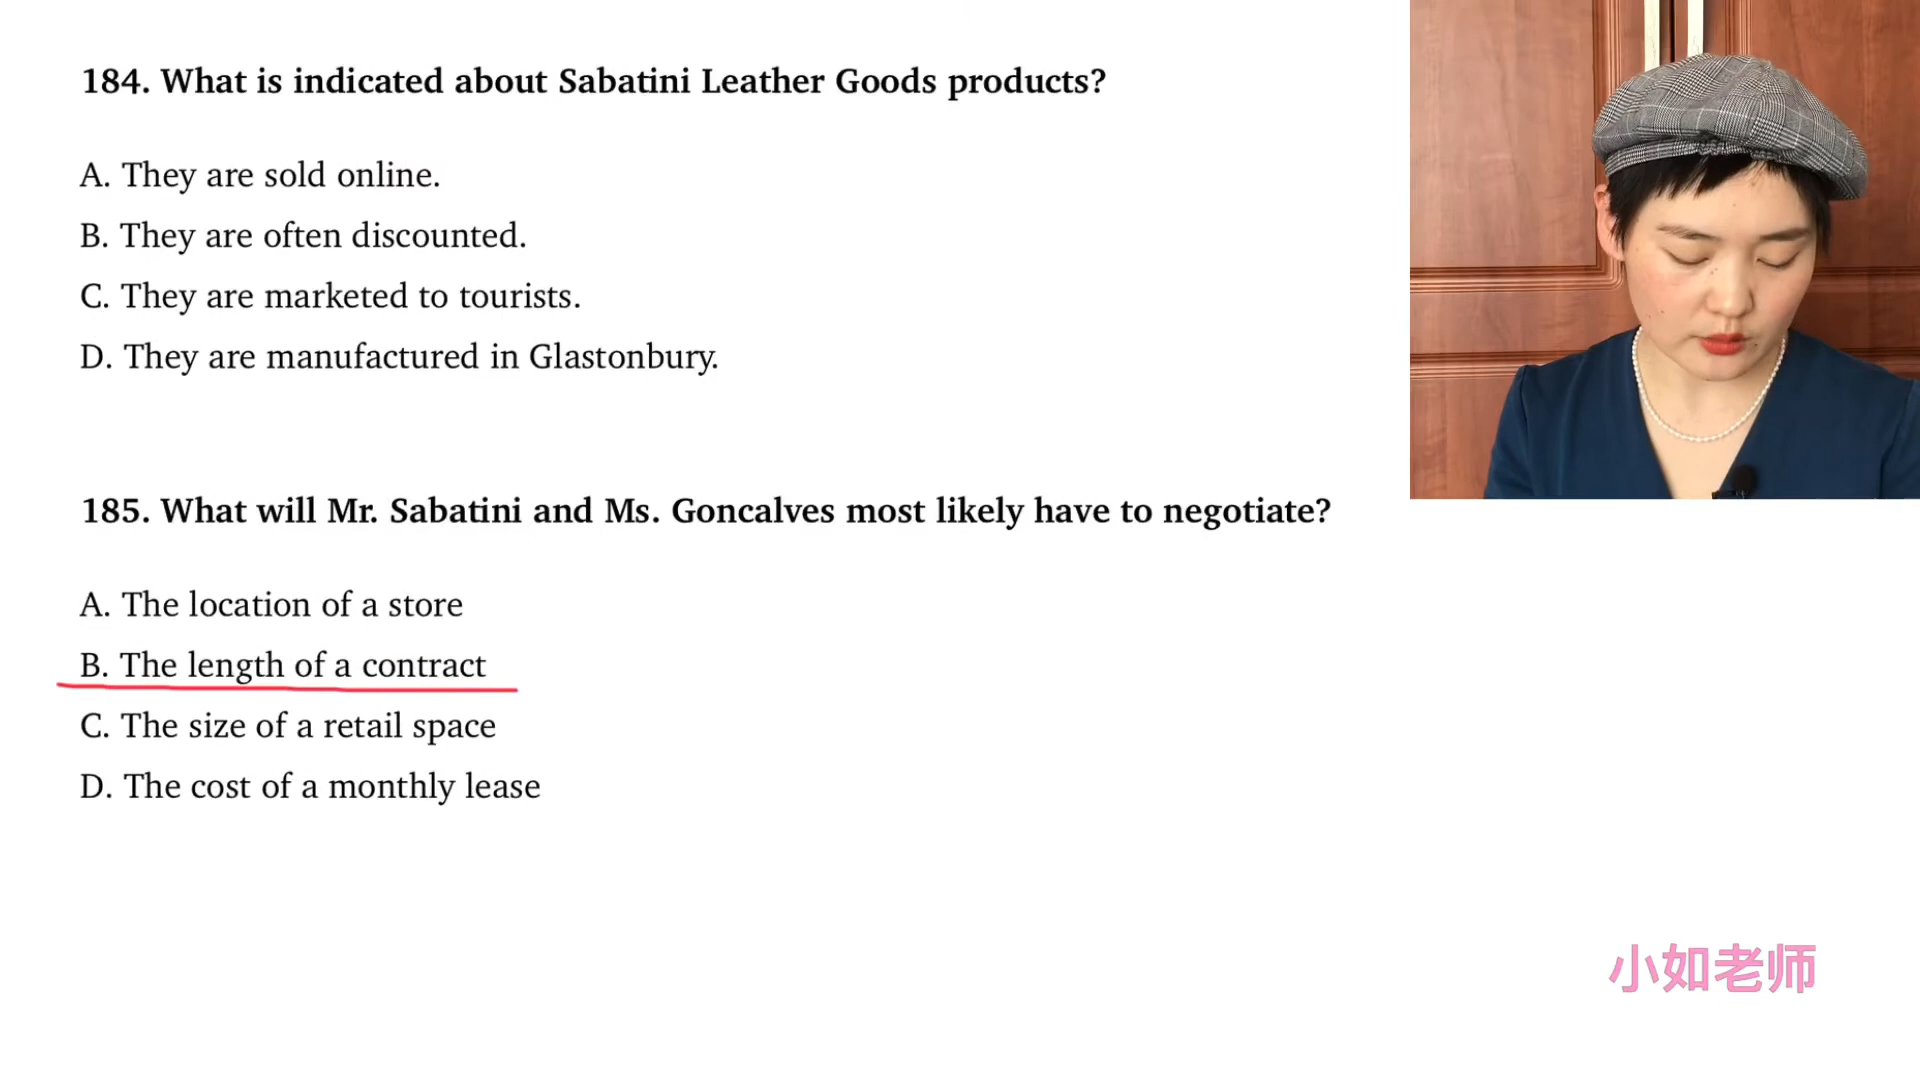 184. What is indicated about Sabatini Leather Goods products?
A. They are sold online.
B. They are often discounted.
C. They are marketed to tourists.
D. They are manufactured in Glastonbury.
185. What will Mr. Sabatini and Ms. Goncalves most likely have to negotiate?
A. The location of a store
B. The length of a contract
C. The size of a retail space
D. The cost of a monthly lease
小如老师